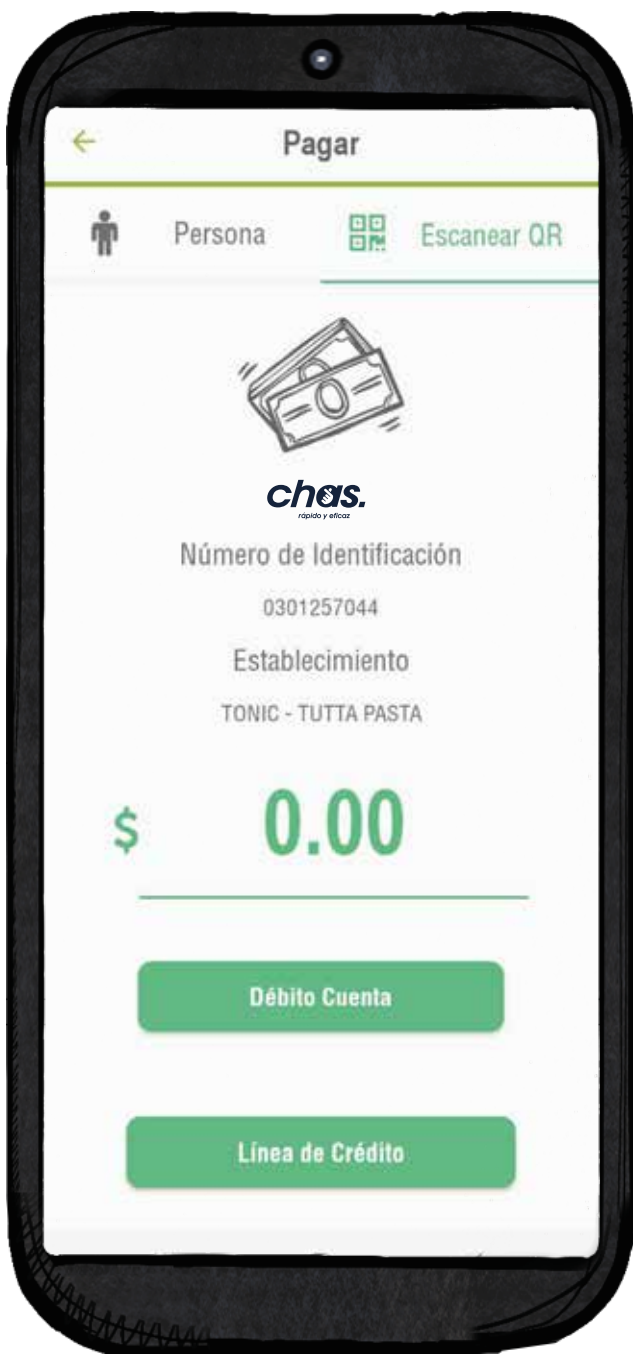 Pagar
Persona
Escanear QR
chas.
rápido y eficaz
Número de Identificación
0301257044
Establecimiento
TONIC - TUTTA PASTA
$ 0.00
Débito Cuenta
Línea de Crédito